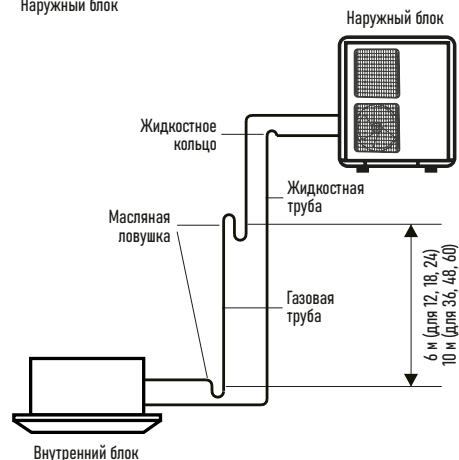 Наружный блок
Наружный блок
Жидкостное
кольцо
Жидкостная
труба
Масляная
ловушка
Газовая
труба
6 м (для 12, 18, 24)
10 м (для 36, 48, 60)
Внутренний блок